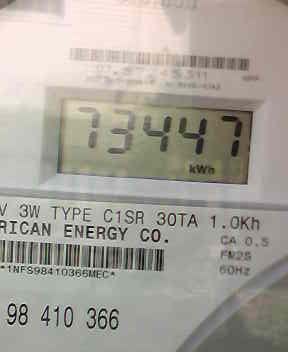 73447
kWh
V 3W TYPE C1SR 30TA 1.0Kh
RICAN ENERGY CO.
CA 0.5
FM2S
60Hz
*1NFS98410366MEC*
98 410 366